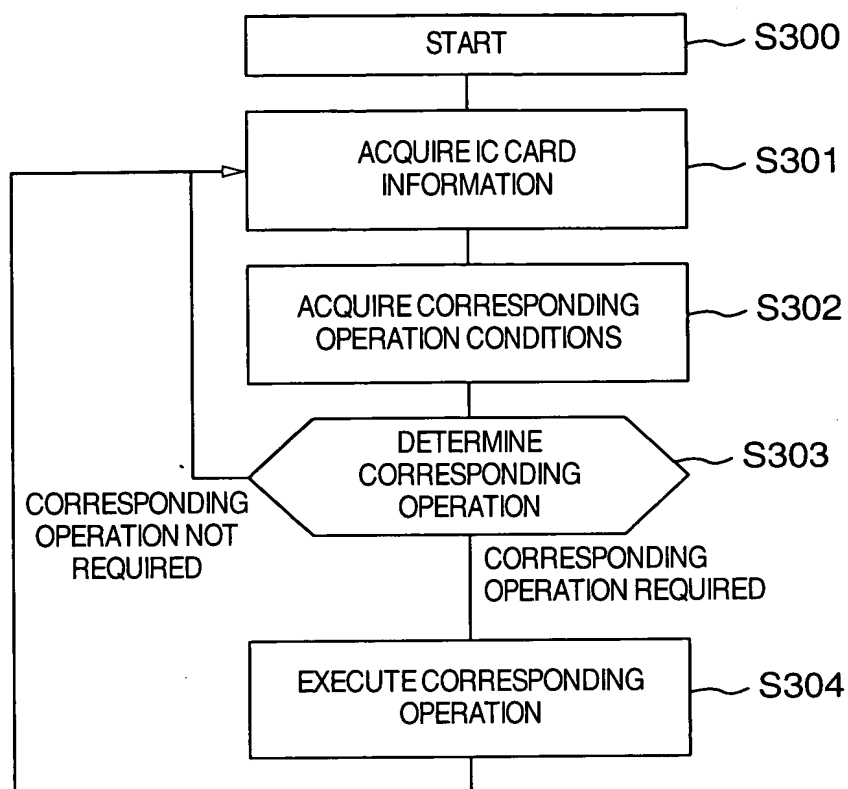 START
S300
ACQUIRE IC CARD
INFORMATION
S301
ACQUIRE CORRESPONDING
OPERATION CONDITIONS
S302
DETERMINE
CORRESPONDING
OPERATION
S303
CORRESPONDING
OPERATION NOT
REQUIRED
CORRESPONDING
OPERATION REQUIRED
EXECUTE CORRESPONDING
OPERATION
S304